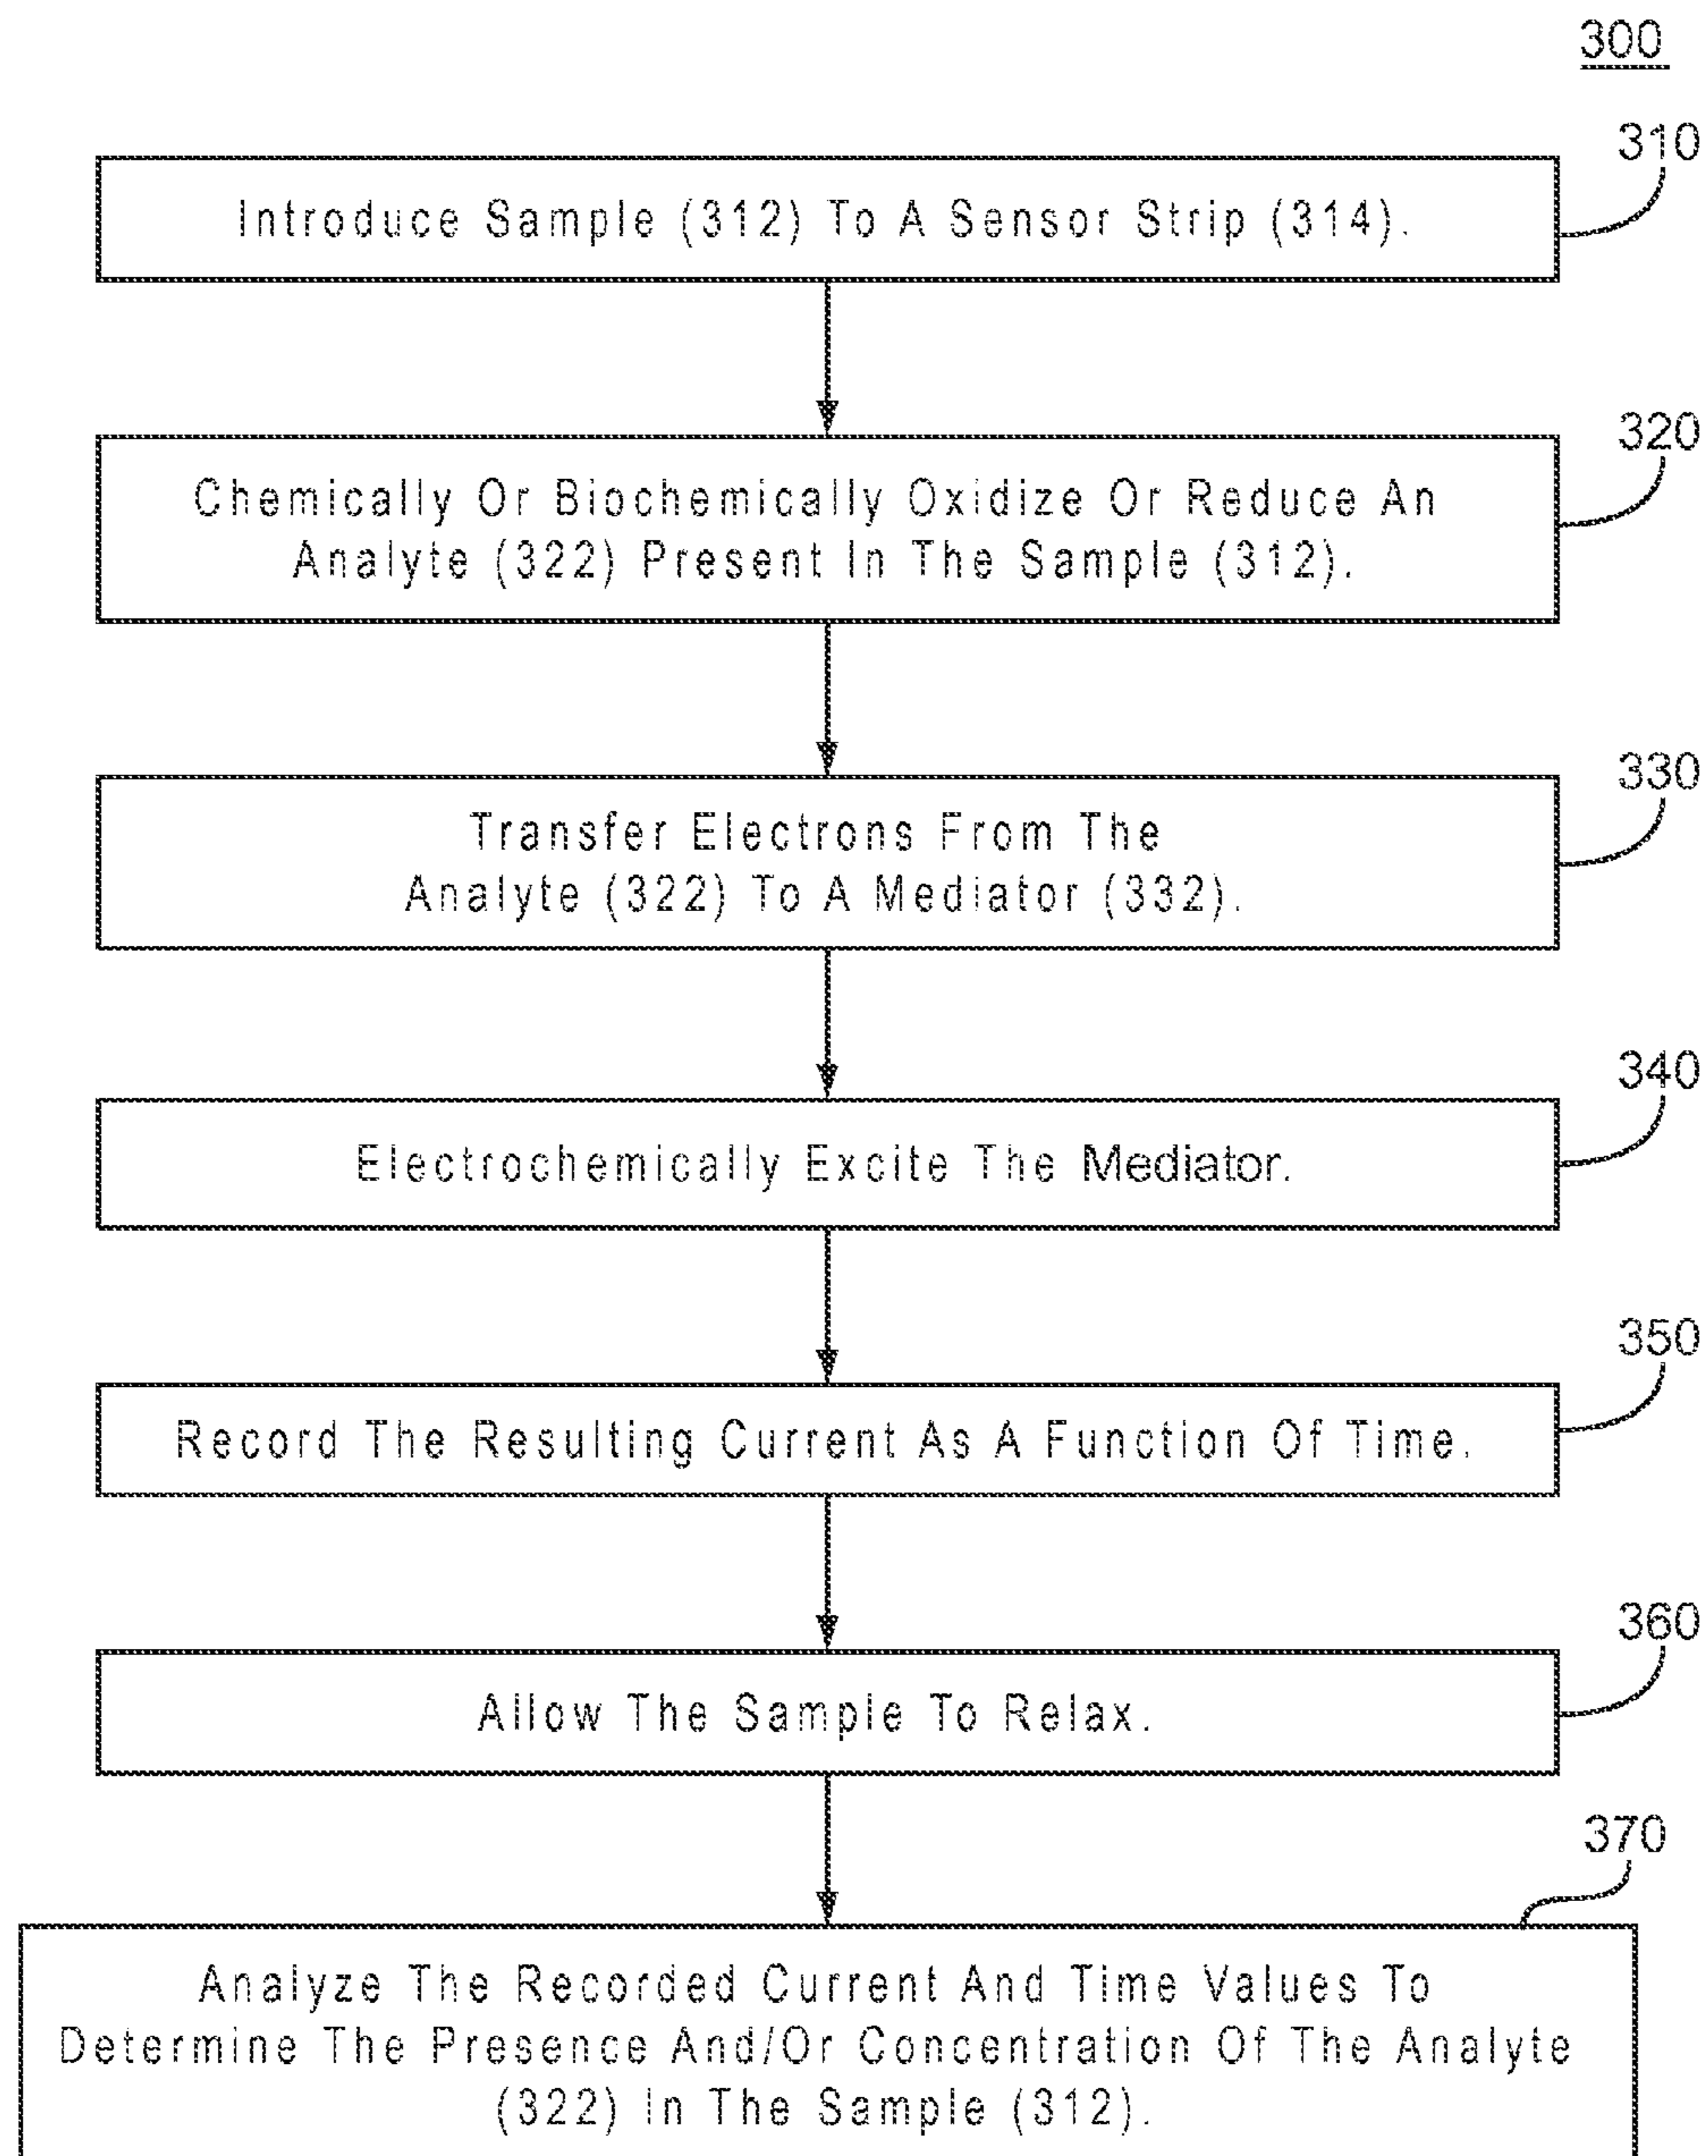 300
310
Introduce Sample (312) To A Sensor Strip (314).
320
Chemically Or Biochemically Oxidize Or Reduce An
Analyte (322) Present In The Sample (312).
330
Transfer Electrons From The
Analyte (322) To A Mediator (332).
340
Electrochemically Excite The Mediator.
350
Record The Resulting Current As A Function Of Time.
360
Allow The Sample To Relax.
370
Analyze The Recorded Current And Time Values To
Determine The Presence And/Or Concentration Of The Analyte
(322) In The Sample (312).